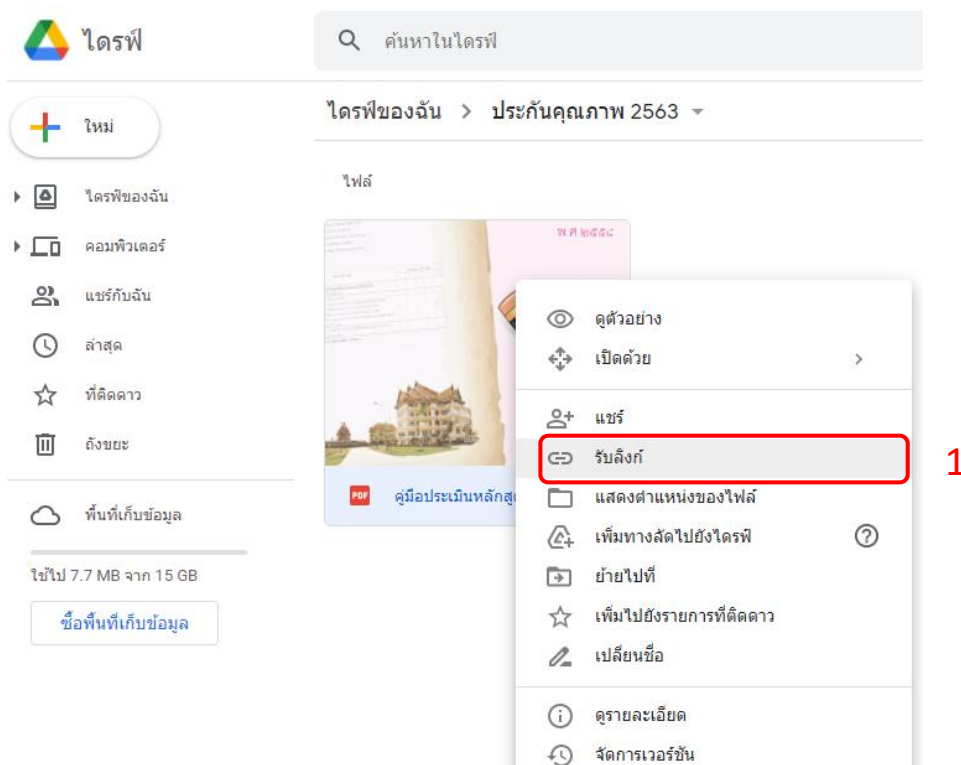 ไดรฟ์
ค้นหาในไดรฟ์
ใหม่
ไดรฟ์ของฉัน
คอมพิวเตอร์
แชร์กับฉัน
ล่าสุด
ที่ติดดาว
ถังขยะ
พื้นที่เก็บข้อมูล
ใช้ไป 7.7 MB จาก 15 GB
ซื้อพื้นที่เก็บข้อมูล
ไดรฟ์ของฉัน > ประกันคุณภาพ 2563
ไฟล์
พ.ศ ๒๕๕๘
PDF คู่มือประเมินหลักสู
ดูตัวอย่าง
เปิดด้วย
แชร์
รับลิงก์
1
แสดงตำแหน่งของไฟล์
เพิ่มทางลัดไปยังไดรฟ์
ย้ายไปที่
เพิ่มไปยังรายการที่ติดดาว
เปลี่ยนชื่อ
ดูรายละเอียด
จัดการเวอร์ชัน